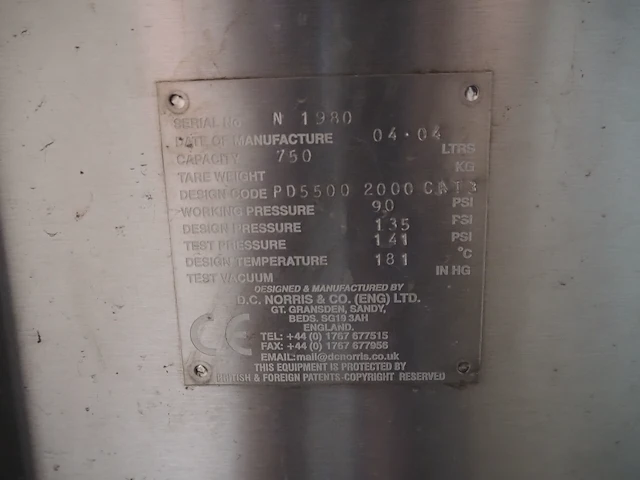 SERIAL NO. N 1980
DATE OF MANUFACTURE 04.04
CAPACITY 750 LTRS
TARE WEIGHT KG
DESIGN CODE PD5500 2000 CAT3
WORKING PRESSURE 90 PSI
DESIGN PRESSURE 135 PSI
TEST PRESSURE 141 PSI
DESIGN TEMPERATURE 181 °C
TEST VACUUM IN HG
DESIGNED & MANUFACTURED BY
D.C. NORRIS & CO. (ENG) LTD.
GT. GRANSDEN, SANDY,
BEDS. SG19 3AH
ENGLAND.
CE
TEL: +44 (0) 1767 677515
FAX: +44 (0) 1767 677956
EMAIL: mail@dcnorris.co.uk
THIS EQUIPMENT IS PROTECTED BY
BRITISH & FOREIGN PATENTS-COPYRIGHT RESERVED